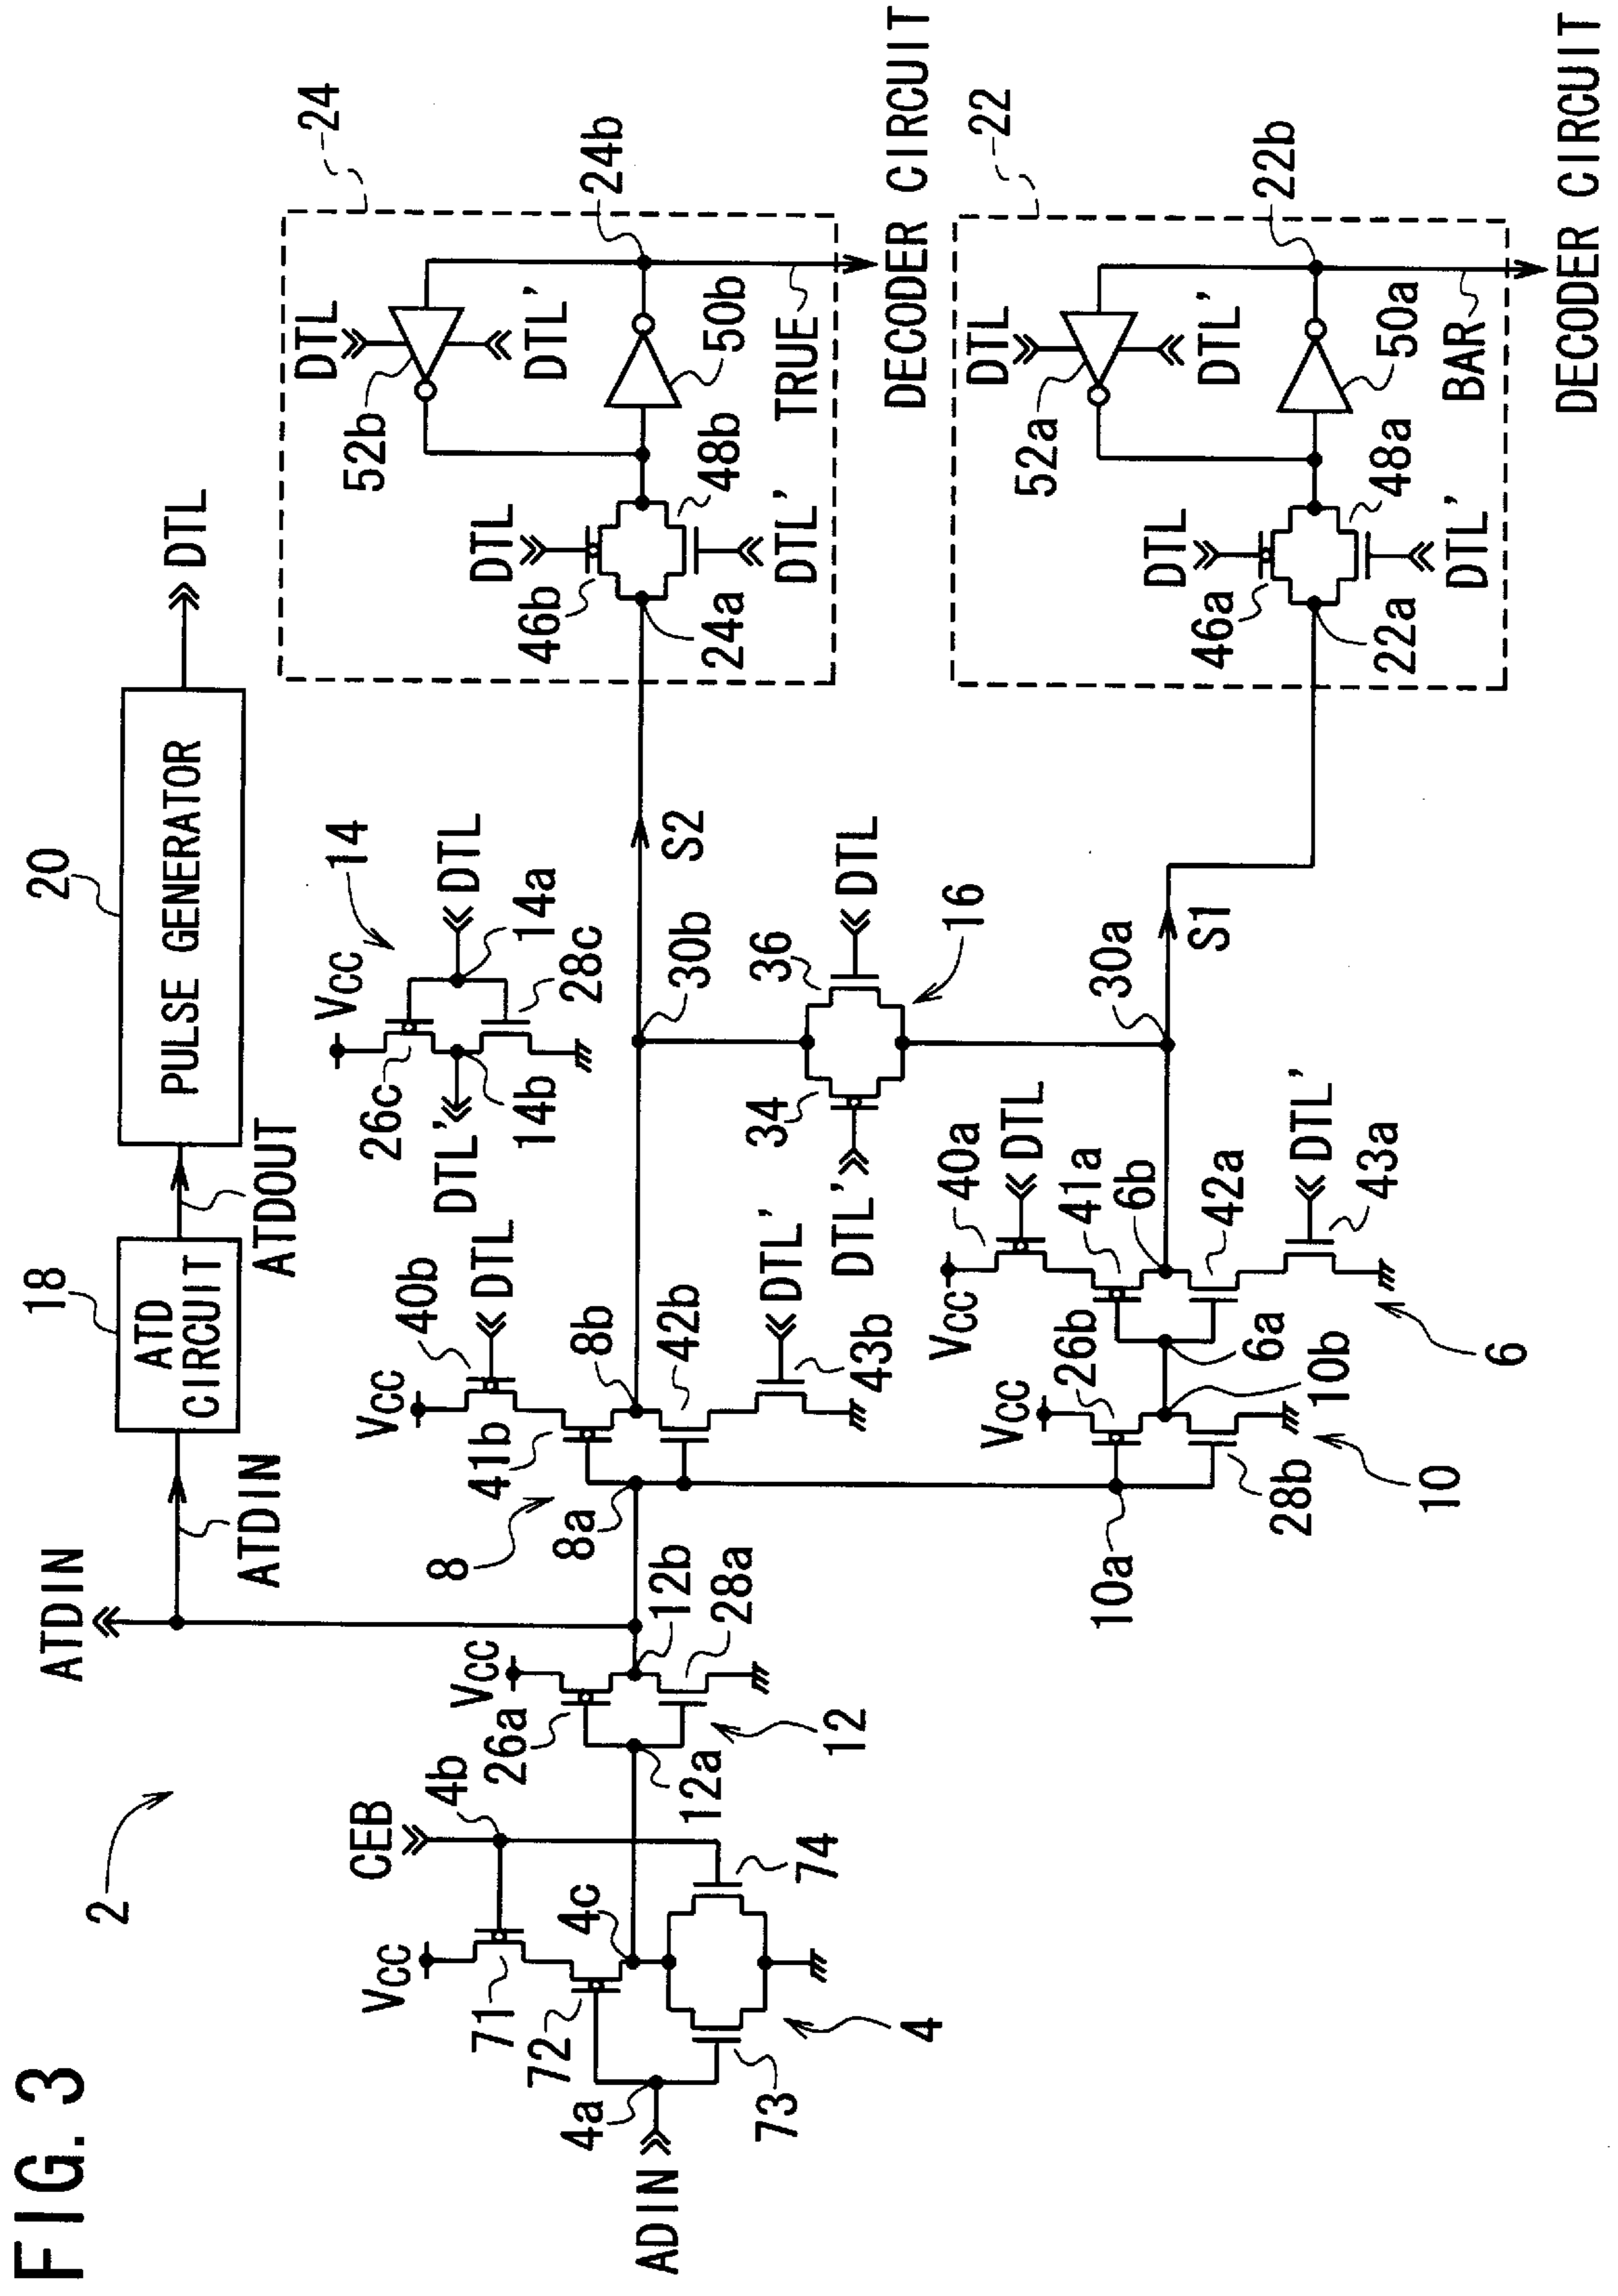 FIG. 3
2
ATDIN
ATDIN
18
ATD
CIRCUIT
ATDOUT
20
PULSE GENERATOR
DTL
ADIN
4a
4b
4c
CEB
Vcc
71
72
73
74
4
Vcc
26a
12a
12b
28a
12
8
8a
8b
Vcc
40b
DTL
41b
42b
DTL'
43b
Vcc
14
26c
DTL
14a
14b
DTL'
28c
30b
S2
34
36
DTL
DTL'
16
30a
S1
10a
Vcc
26b
28b
10b
10
Vcc
40a
DTL
41a
6a
6b
42a
DTL'
43a
6
24
DTL
52b
DTL'
DTL
46b
48b
DTL'
24a
50b
24b
TRUE
DECODER CIRCUIT
22
DTL
52a
DTL'
DTL
46a
48a
DTL'
22a
50a
22b
BAR
DECODER CIRCUIT